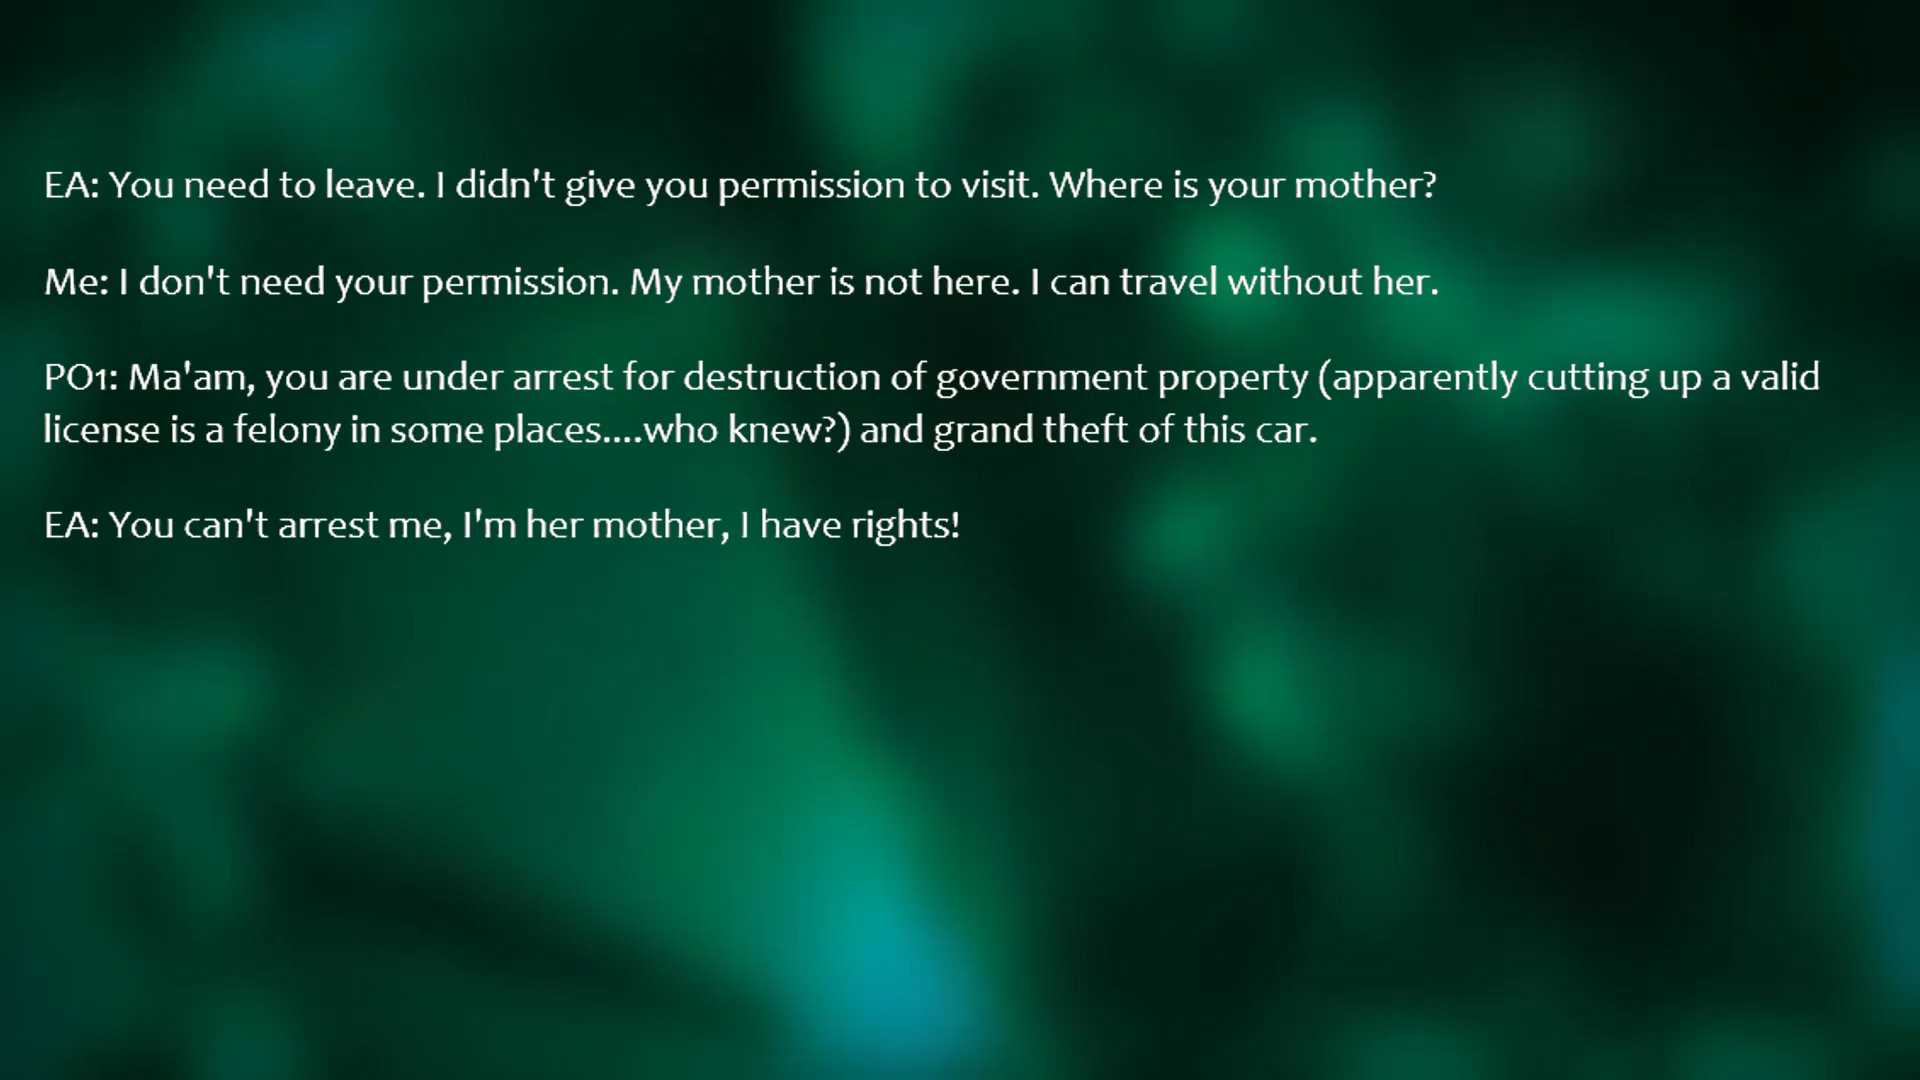 EA: You need to leave. I didn't give you permission to visit. Where is your mother?
Me: I don't need your permission. My mother is not here. I can travel without her.
PO1: Ma'am, you are under arrest for destruction of government property (apparently cutting up a valid
license is a felony in some places....who knew?) and grand theft of this car.
EA: You can't arrest me, I'm her mother, I have rights!